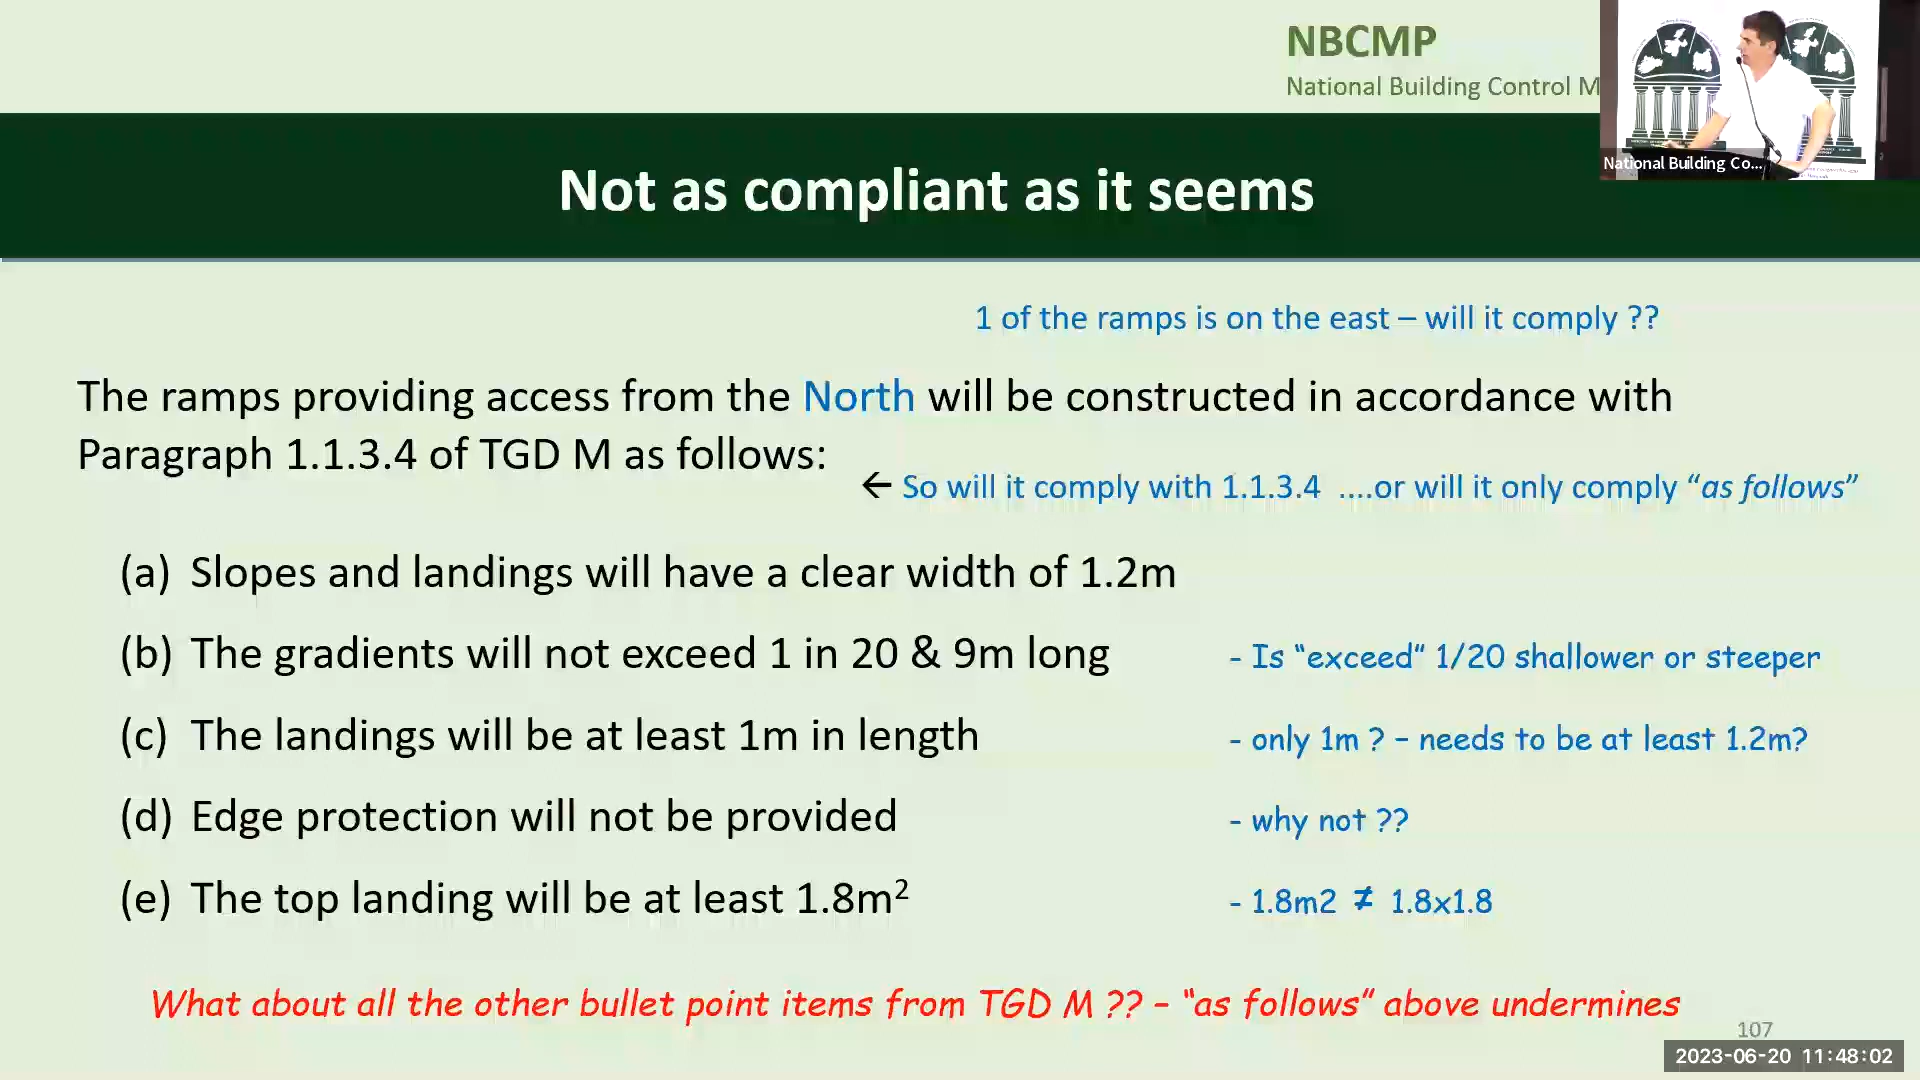 NBCMP
National Building Control M
National Building Co...
Not as compliant as it seems
1 of the ramps is on the east – will it comply ??
The ramps providing access from the North will be constructed in accordance with
Paragraph 1.1.3.4 of TGD M as follows:
← So will it comply with 1.1.3.4 ....or will it only comply “as follows”
(a) Slopes and landings will have a clear width of 1.2m
(b) The gradients will not exceed 1 in 20 & 9m long
- Is “exceed” 1/20 shallower or steeper
(c) The landings will be at least 1m in length
- only 1m ? – needs to be at least 1.2m?
(d) Edge protection will not be provided
- why not ??
(e) The top landing will be at least 1.8m²
- 1.8m2 ≠ 1.8x1.8
What about all the other bullet point items from TGD M ?? – “as follows” above undermines
107
2023-06-20 11:48:02